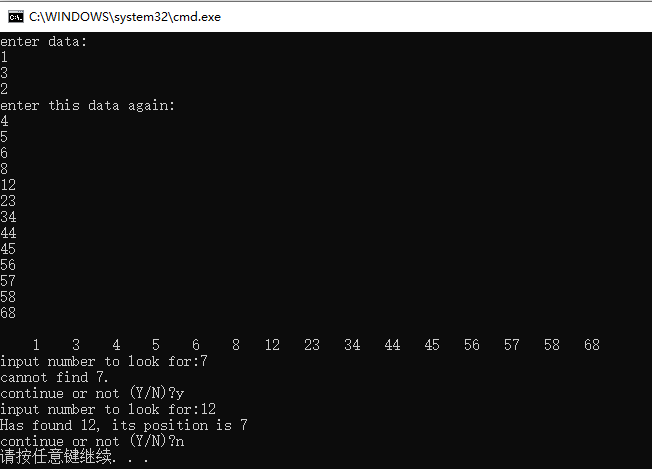 C:\WINDOWS\system32\cmd.exe
enter data:
1
3
2
enter this data again:
4
5
6
8
12
23
34
44
45
56
57
58
68
1 3 4 5 6 8 12 23 34 44 45 56 57 58 68
input number to look for:7
cannot find 7.
continue or not (Y/N)?y
input number to look for:12
Has found 12, its position is 7
continue or not (Y/N)?n
请按任意键继续. . .